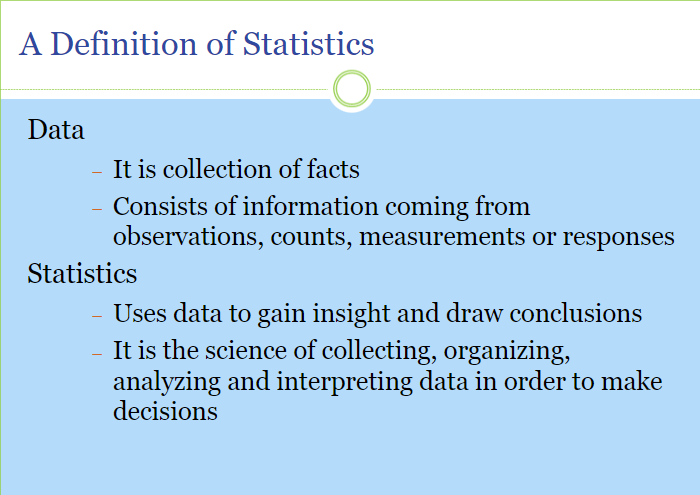 A Definition of Statistics
Data
– It is collection of facts
– Consists of information coming from
observations, counts, measurements or responses
Statistics
– Uses data to gain insight and draw conclusions
– It is the science of collecting, organizing,
analyzing and interpreting data in order to make
decisions